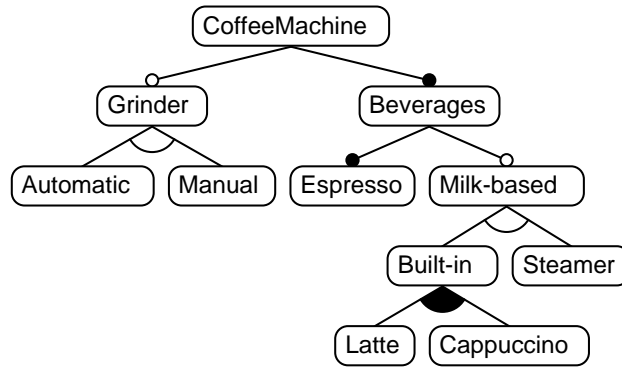 CoffeeMachine
Grinder
Beverages
Automatic
Manual
Espresso
Milk-based
Built-in
Steamer
Latte
Cappuccino